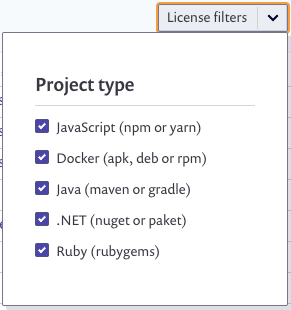 License filters
Project type
JavaScript (npm or yarn)
Docker (apk, deb or rpm)
Java (maven or gradle)
.NET (nuget or paket)
Ruby (rubygems)